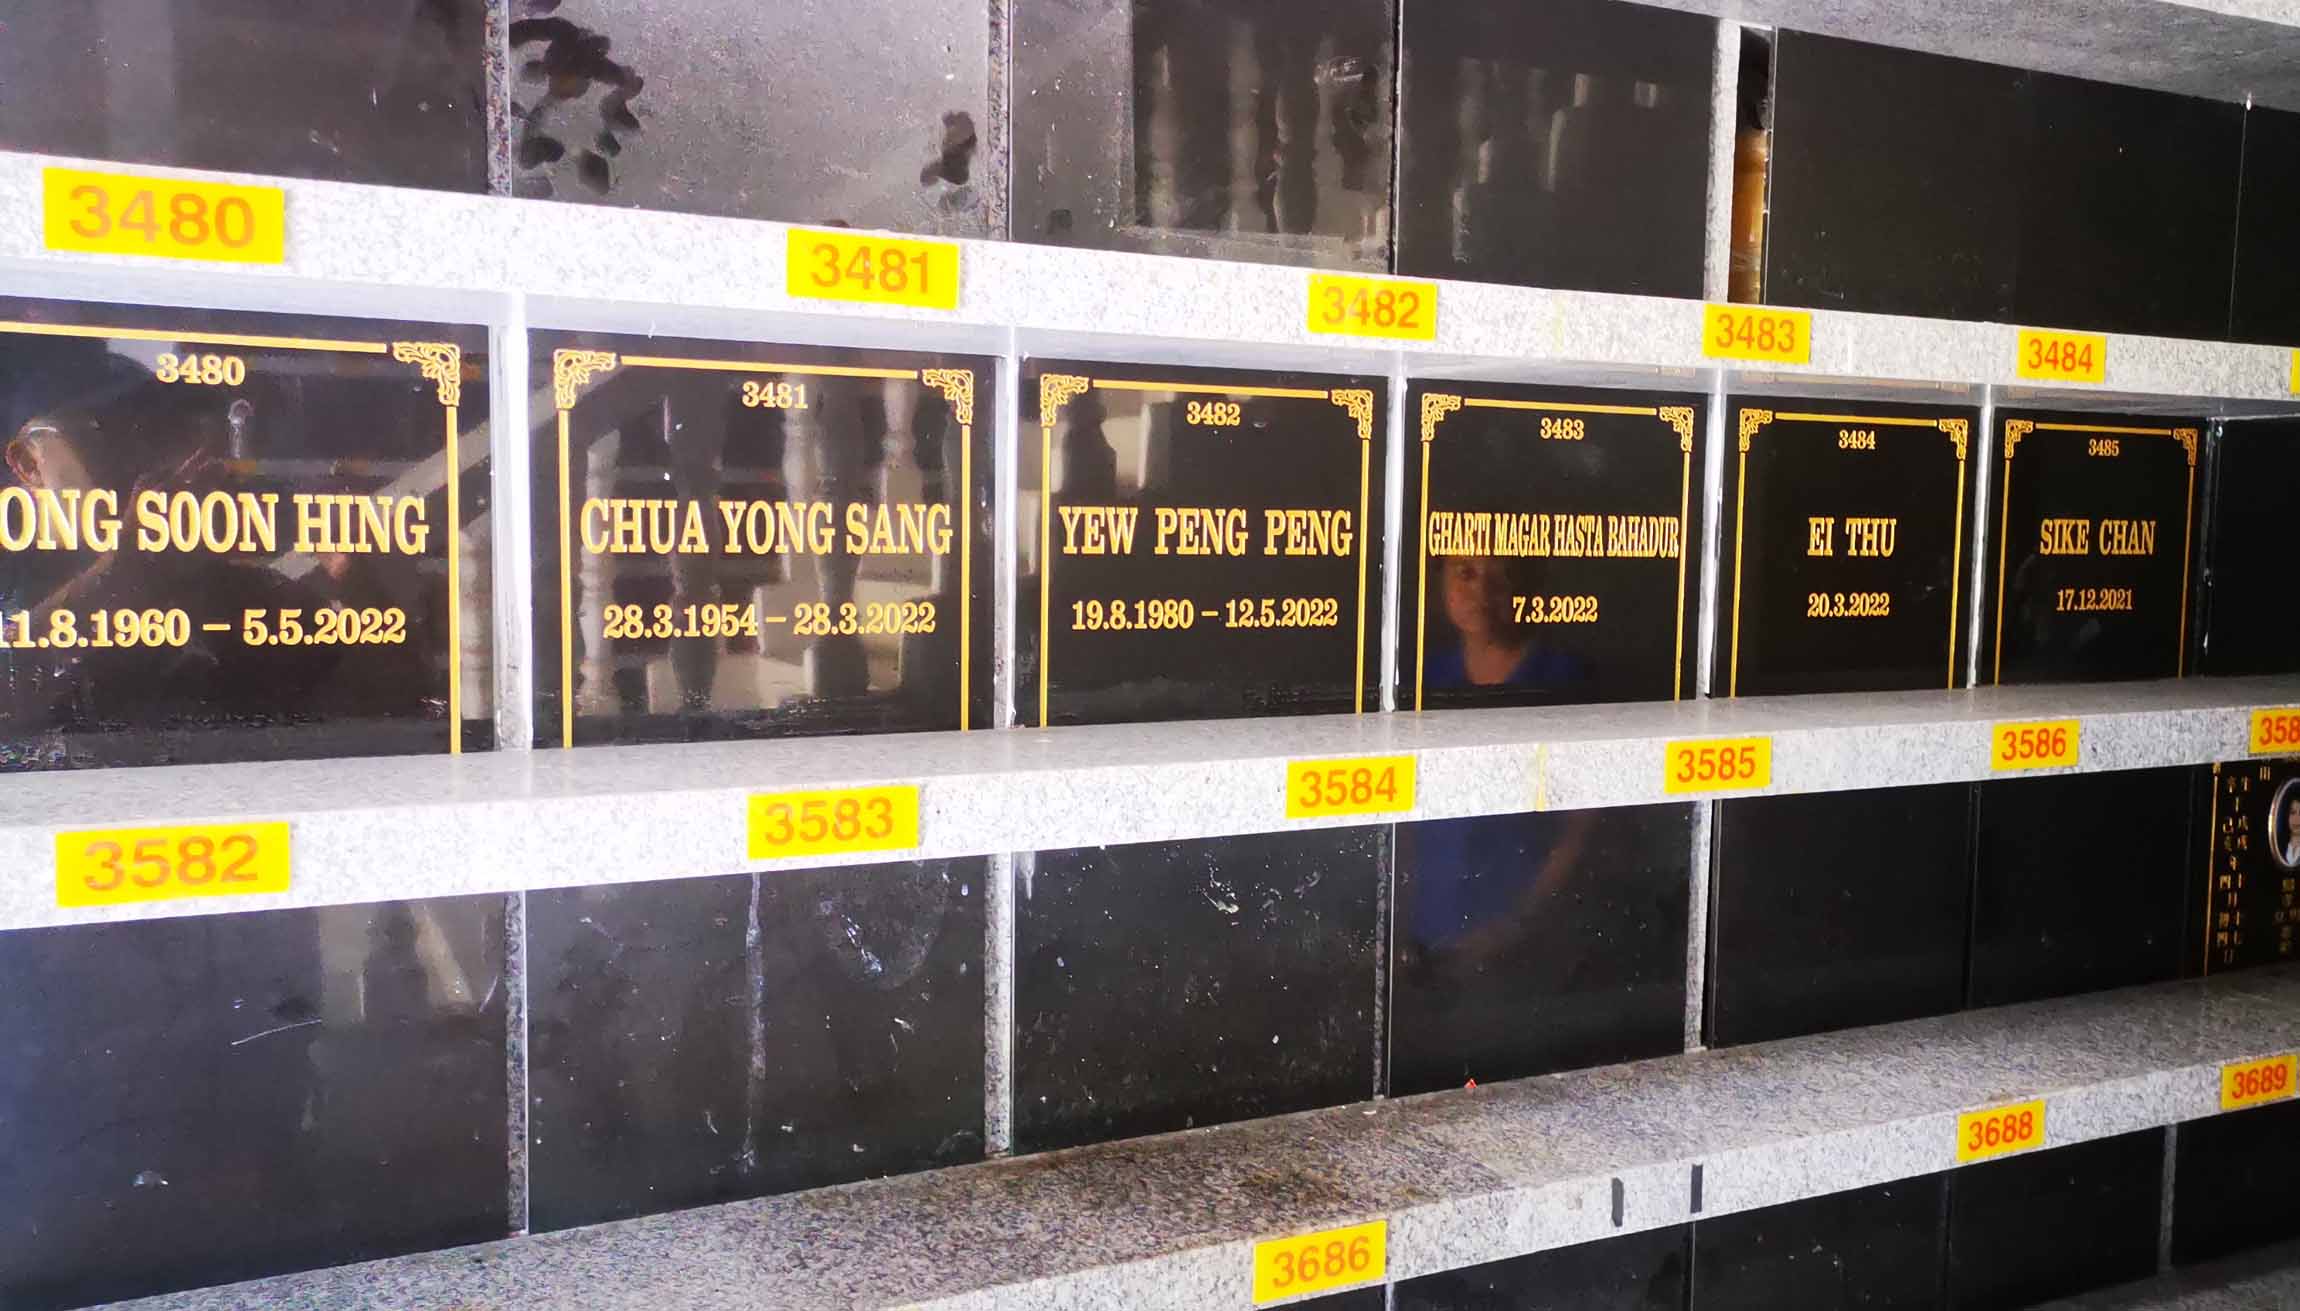 3480
3481
3482
3483
3484
3480
ONG SOON HING
11.8.1960 – 5.5.2022
3481
CHUA YONG SANG
28.3.1954 – 28.3.2022
3482
YEW PENG PENG
19.8.1980 – 12.5.2022
3483
GHARTI MAGAR HASTA BAHADUR
7.3.2022
3484
EI THU
20.3.2022
3485
SIKE CHAN
17.12.2021
3582
3583
3584
3585
3586
358
3686
3688
3689